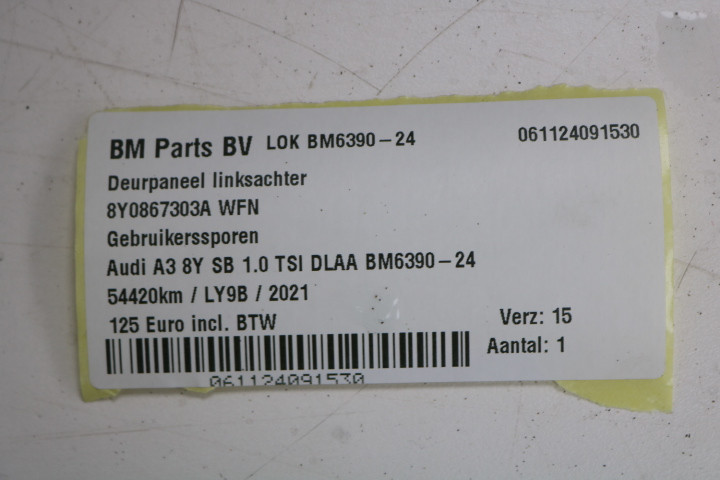 BM Parts BV LOK BM6390-24 061124091530
Deurpaneel linksachter
8Y0867303A WFN
Gebruikerssporen
Audi A3 8Y SB 1.0 TSI DLAA BM6390-24
54420km / LY9B / 2021
125 Euro incl. BTW Verz: 15
Aantal: 1
061124091530